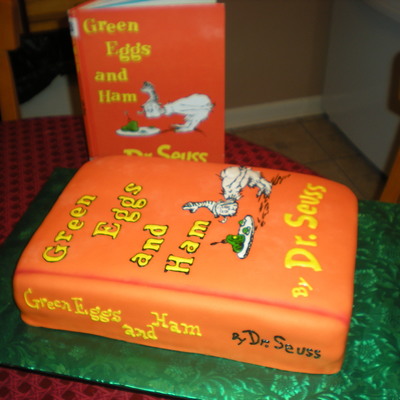 Green
Eggs
and
Ham
Dr. Seuss
Green
Eggs
and
Ham
By Dr. Seuss
Green Eggs
and Ham
By Dr. Seuss